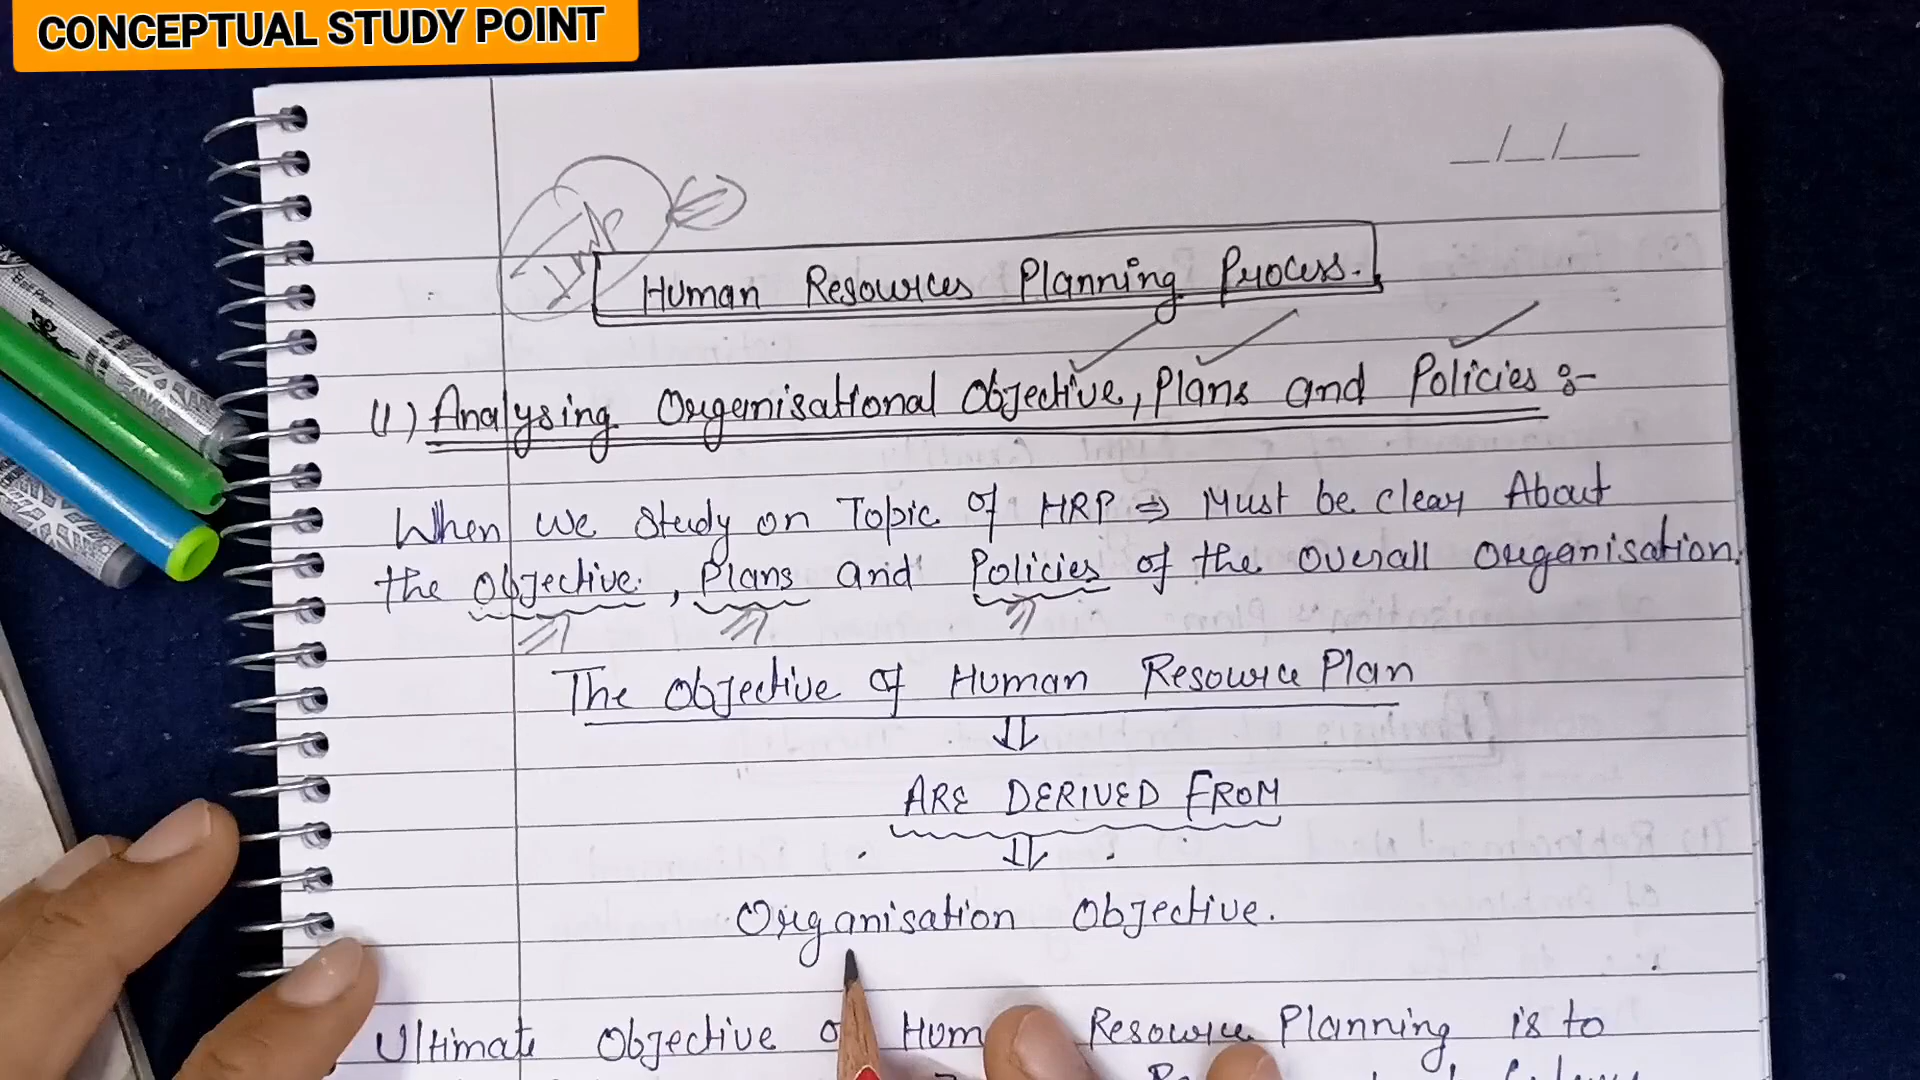 CONCEPTUAL STUDY POINT
_/_/__
Human Resources Planning Process.
(1) Analysing Organisational Objective, Plans and Policies :-
When we study on Topic of HRP ⇒ Must be clear About
the Objective, Plans and Policies of the overall organisation.
The Objective of Human Resource Plan
⇓
ARE DERIVED FROM
⇓
Organisation Objective.
Ultimate Objective Resource Planning is to